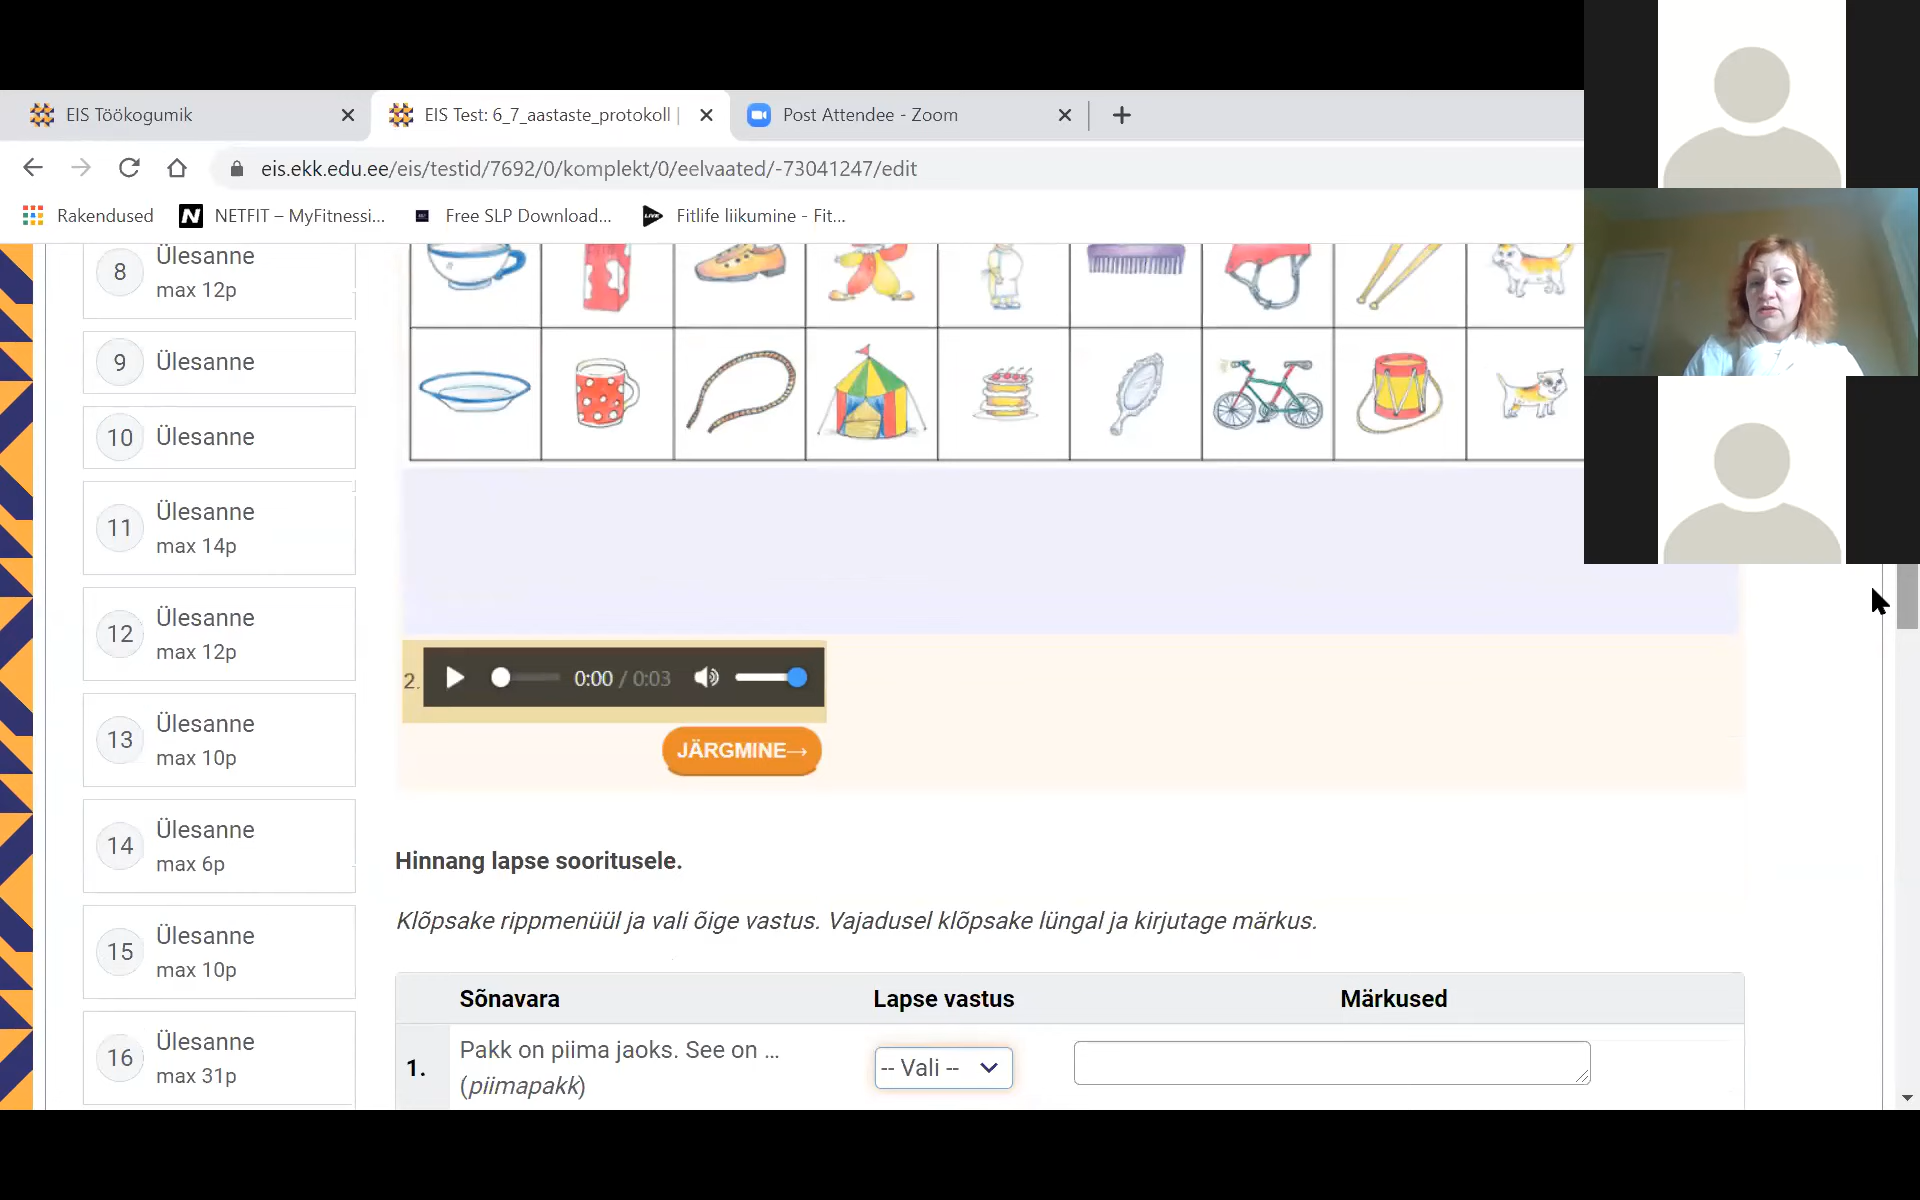 EIS Töökogumik
EIS Test: 6_7_aastaste_protokoll |
Post Attendee - Zoom
eis.ekk.edu.ee/eis/testid/7692/0/komplekt/0/eelvaated/-73041247/edit
Rakendused
NETFIT – MyFitnessi...
Free SLP Download...
Fitlife liikumine - Fit...
8 Ülesanne
max 12p
9 Ülesanne
10 Ülesanne
11 Ülesanne
max 14p
12 Ülesanne
max 12p
13 Ülesanne
max 10p
14 Ülesanne
max 6p
15 Ülesanne
max 10p
16 Ülesanne
max 31p
2. 0:00 / 0:03
JÄRGMINE→
Hinnang lapse sooritusele.
Klõpsake rippmenüül ja vali õige vastus. Vajadusel klõpsake lüngal ja kirjutage märkus.
Sõnavara Lapse vastus Märkused
1. Pakk on piima jaoks. See on ...
(piimapakk)
-- Vali --